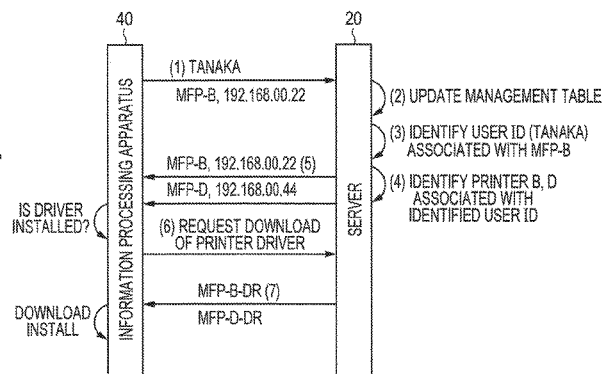 40
20
(1) TANAKA
MFP-B, 192.168.00.22
(2) UPDATE MANAGEMENT TABLE
(3) IDENTIFY USER ID (TANAKA)
ASSOCIATED WITH MFP-B
MFP-B, 192.168.00.22 (5)
MFP-D, 192.168.00.44
(4) IDENTIFY PRINTER B, D
ASSOCIATED WITH
IDENTIFIED USER ID
IS DRIVER
INSTALLED?
(6) REQUEST DOWNLOAD
OF PRINTER DRIVER
INFORMATION PROCESSING APPARATUS
SERVER
MFP-B-DR (7)
MFP-D-DR
DOWNLOAD
INSTALL